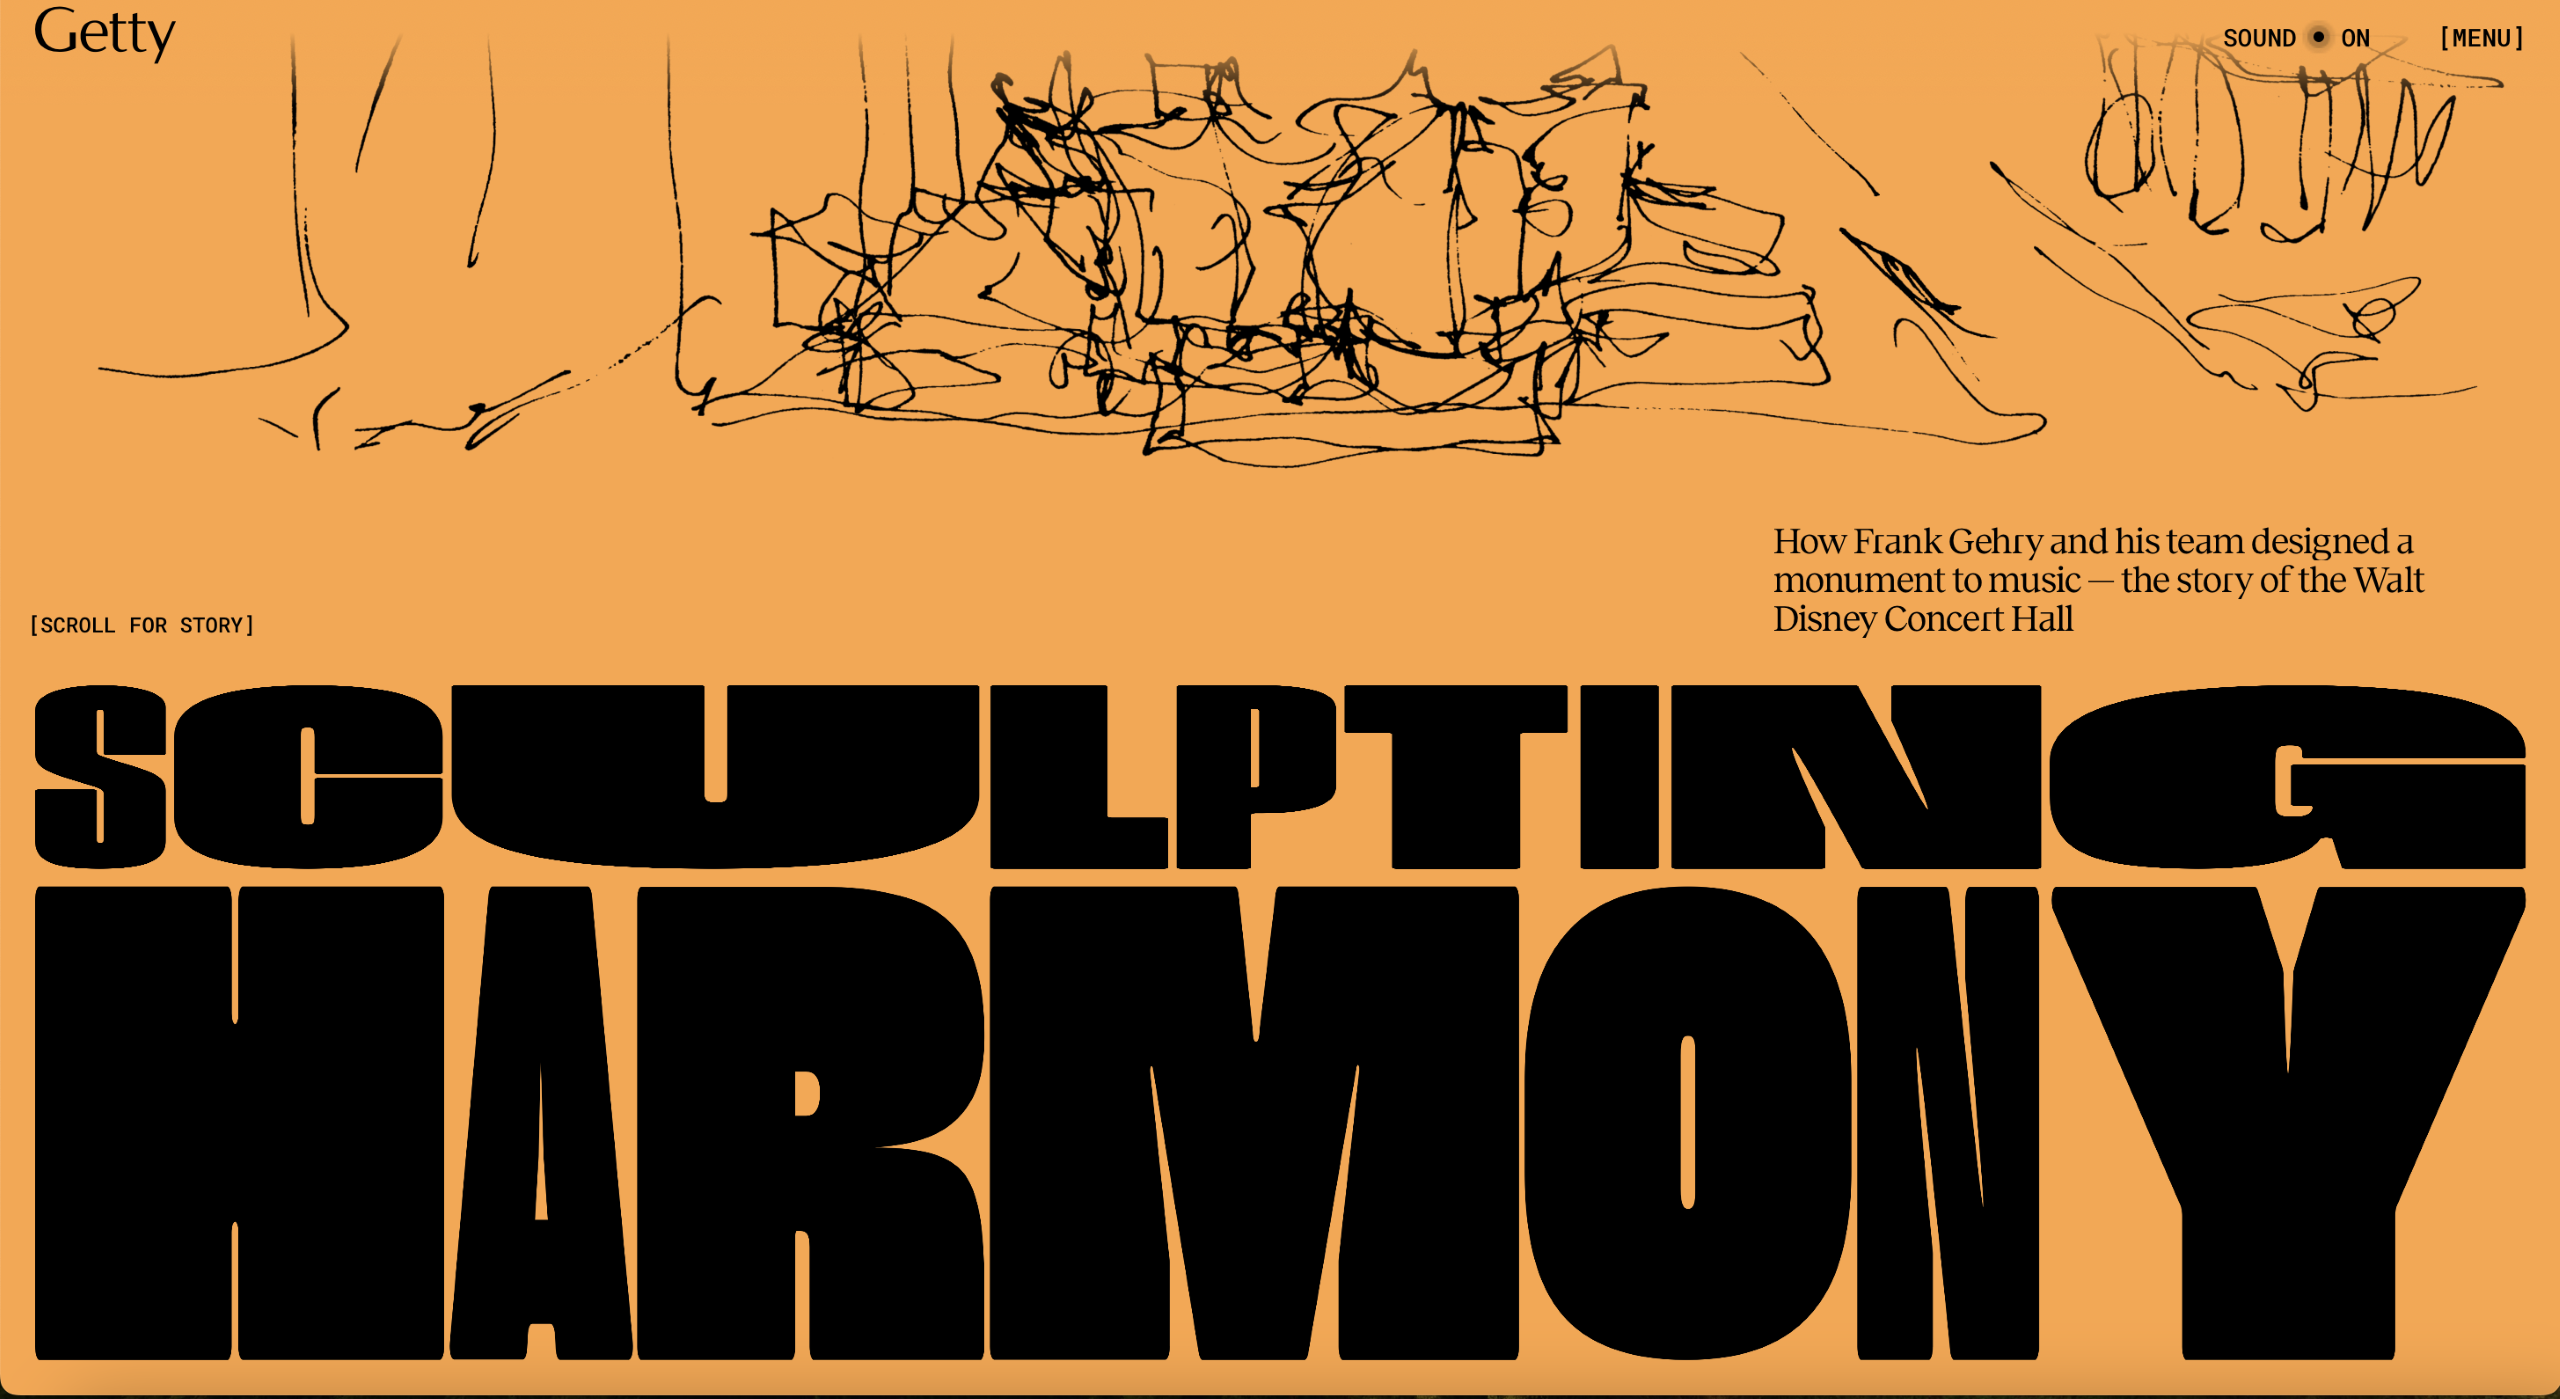 Getty
SOUND ON
[MENU]
How Frank Gehry and his team designed a
monument to music — the story of the Walt
Disney Concert Hall
[SCROLL FOR STORY]
SCULPTING
HARMONY